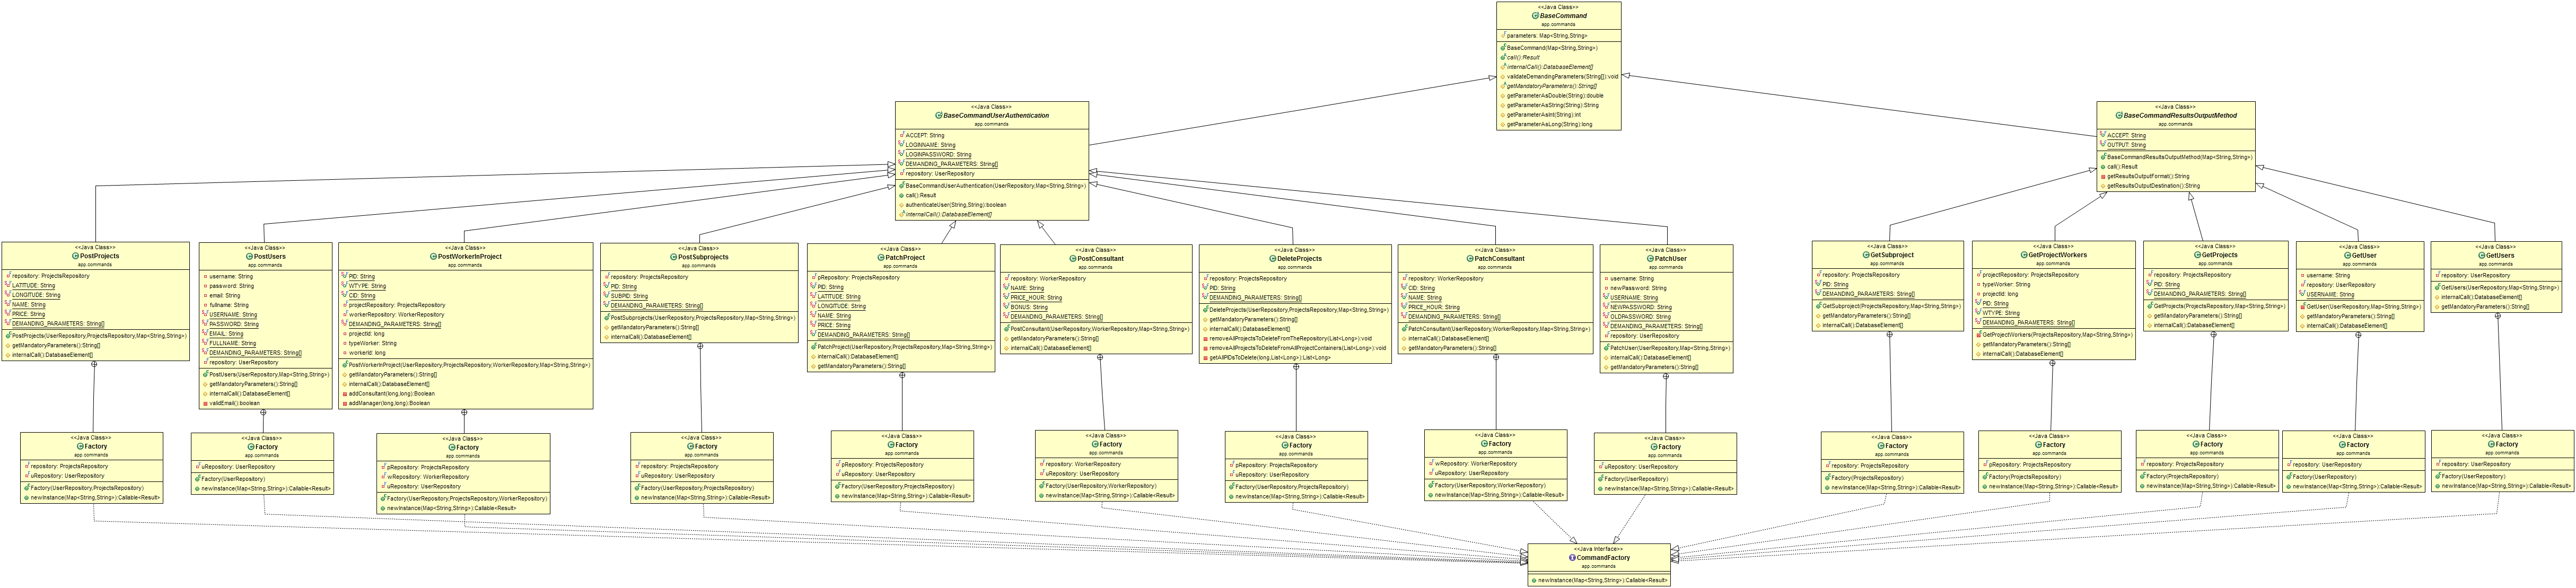 <<Java Class>>
BaseCommand
app.commands
parameters: Map<String,String>
BaseCommand(Map<String,String>)
call():Result
internalCall():DatabaseElement[]
validateDemandingParameters(String[]):void
getMandatoryParameters():String[]
getParameterAsDouble(String):double
getParameterAsString(String):String
getParameterAsInt(String):int
getParameterAsLong(String):long
<<Java Class>>
BaseCommandUserAuthentication
app.commands
ACCEPT: String
LOGINNAME: String
LOGINPASSWORD: String
DEMANDING_PARAMETERS: String[]
repository: UserRepository
BaseCommandUserAuthentication(UserRepository,Map<String,String>)
call():Result
authenticateUser(String,String):boolean
internalCall():DatabaseElement[]
<<Java Class>>
BaseCommandResultsOutputMethod
app.commands
ACCEPT: String
OUTPUT: String
BaseCommandResultsOutputMethod(Map<String,String>)
call():Result
getResultsOutputFormat():String
getResultsOutputDestination():String
<<Java Class>>
PostProjects
app.commands
repository: ProjectsRepository
LATITUDE: String
LONGITUDE: String
NAME: String
PRICE: String
DEMANDING_PARAMETERS: String[]
PostProjects(UserRepository,ProjectsRepository,Map<String,String>)
getMandatoryParameters():String[]
internalCall():DatabaseElement[]
<<Java Class>>
PostUsers
app.commands
username: String
password: String
email: String
fullname: String
USERNAME: String
PASSWORD: String
EMAIL: String
FULLNAME: String
DEMANDING_PARAMETERS: String[]
repository: UserRepository
PostUsers(UserRepository,Map<String,String>)
getMandatoryParameters():String[]
internalCall():DatabaseElement[]
validEmail():boolean
<<Java Class>>
PostWorkerInProject
app.commands
PID: String
WTYPE: String
CID: String
projectRepository: ProjectsRepository
workerRepository: WorkerRepository
DEMANDING_PARAMETERS: String[]
projectId: long
typeWorker: String
workerId: long
PostWorkerInProject(UserRepository,ProjectsRepository,WorkerRepository,Map<String,String>)
getMandatoryParameters():String[]
internalCall():DatabaseElement[]
addConsultant(long,long):Boolean
addManager(long,long):Boolean
<<Java Class>>
PostSubprojects
app.commands
repository: ProjectsRepository
PID: String
SUBPID: String
DEMANDING_PARAMETERS: String[]
PostSubprojects(UserRepository,ProjectsRepository,Map<String,String>)
getMandatoryParameters():String[]
internalCall():DatabaseElement[]
<<Java Class>>
PatchProject
app.commands
pRepository: ProjectsRepository
PID: String
LATITUDE: String
LONGITUDE: String
NAME: String
PRICE: String
DEMANDING_PARAMETERS: String[]
PatchProject(UserRepository,ProjectsRepository,Map<String,String>)
internalCall():DatabaseElement[]
getMandatoryParameters():String[]
<<Java Class>>
PostConsultant
app.commands
repository: WorkerRepository
NAME: String
PRICE_HOUR: String
BONUS: String
DEMANDING_PARAMETERS: String[]
PostConsultant(UserRepository,WorkerRepository,Map<String,String>)
getMandatoryParameters():String[]
internalCall():DatabaseElement[]
<<Java Class>>
DeleteProjects
app.commands
repository: ProjectsRepository
PID: String
DEMANDING_PARAMETERS: String[]
DeleteProjects(UserRepository,ProjectsRepository,Map<String,String>)
getMandatoryParameters():String[]
internalCall():DatabaseElement[]
removeAllProjectsToDeleteFromTheRepository(List<Long>):void
removeAllProjectsToDeleteFromAllProjectContainers(List<Long>):void
getAllPIDsToDelete(long,List<Long>):List<Long>
<<Java Class>>
PatchConsultant
app.commands
repository: WorkerRepository
CID: String
NAME: String
PRICE_HOUR: String
DEMANDING_PARAMETERS: String[]
PatchConsultant(UserRepository,WorkerRepository,Map<String,String>)
internalCall():DatabaseElement[]
getMandatoryParameters():String[]
<<Java Class>>
PatchUser
app.commands
username: String
newPassword: String
USERNAME: String
NEWPASSWORD: String
OLDPASSWORD: String
DEMANDING_PARAMETERS: String[]
repository: UserRepository
PatchUser(UserRepository,Map<String,String>)
internalCall():DatabaseElement[]
getMandatoryParameters():String[]
<<Java Class>>
GetSubproject
app.commands
repository: ProjectsRepository
PID: String
DEMANDING_PARAMETERS: String[]
GetSubproject(ProjectsRepository,Map<String,String>)
getMandatoryParameters():String[]
internalCall():DatabaseElement[]
<<Java Class>>
GetProjectWorkers
app.commands
projectRepository: ProjectsRepository
typeWorker: String
projectId: long
PID: String
WTYPE: String
DEMANDING_PARAMETERS: String[]
GetProjectWorkers(ProjectsRepository,Map<String,String>)
getMandatoryParameters():String[]
internalCall():DatabaseElement[]
<<Java Class>>
GetProjects
app.commands
repository: ProjectsRepository
PID: String
DEMANDING_PARAMETERS: String[]
GetProjects(ProjectsRepository,Map<String,String>)
getMandatoryParameters():String[]
internalCall():DatabaseElement[]
<<Java Class>>
GetUser
app.commands
username: String
repository: UserRepository
USERNAME: String
GetUser(UserRepository,Map<String,String>)
getMandatoryParameters():String[]
internalCall():DatabaseElement[]
<<Java Class>>
GetUsers
app.commands
repository: UserRepository
GetUsers(UserRepository,Map<String,String>)
internalCall():DatabaseElement[]
getMandatoryParameters():String[]
<<Java Class>>
Factory
app.commands
repository: ProjectsRepository
uRepository: UserRepository
Factory(UserRepository,ProjectsRepository)
newInstance(Map<String,String>):Callable<Result>
<<Java Class>>
Factory
app.commands
uRepository: UserRepository
Factory(UserRepository)
newInstance(Map<String,String>):Callable<Result>
<<Java Class>>
Factory
app.commands
pRepository: ProjectsRepository
wRepository: WorkerRepository
uRepository: UserRepository
Factory(UserRepository,ProjectsRepository,WorkerRepository)
newInstance(Map<String,String>):Callable<Result>
<<Java Class>>
Factory
app.commands
repository: ProjectsRepository
uRepository: UserRepository
Factory(UserRepository,ProjectsRepository)
newInstance(Map<String,String>):Callable<Result>
<<Java Class>>
Factory
app.commands
pRepository: ProjectsRepository
uRepository: UserRepository
Factory(UserRepository,ProjectsRepository)
newInstance(Map<String,String>):Callable<Result>
<<Java Class>>
Factory
app.commands
repository: WorkerRepository
uRepository: UserRepository
Factory(UserRepository,WorkerRepository)
newInstance(Map<String,String>):Callable<Result>
<<Java Class>>
Factory
app.commands
pRepository: ProjectsRepository
uRepository: UserRepository
Factory(UserRepository,ProjectsRepository)
newInstance(Map<String,String>):Callable<Result>
<<Java Class>>
Factory
app.commands
wRepository: WorkerRepository
uRepository: UserRepository
Factory(UserRepository,WorkerRepository)
newInstance(Map<String,String>):Callable<Result>
<<Java Class>>
Factory
app.commands
uRepository: UserRepository
Factory(UserRepository)
newInstance(Map<String,String>):Callable<Result>
<<Java Class>>
Factory
app.commands
repository: ProjectsRepository
Factory(ProjectsRepository)
newInstance(Map<String,String>):Callable<Result>
<<Java Class>>
Factory
app.commands
pRepository: ProjectsRepository
Factory(ProjectsRepository)
newInstance(Map<String,String>):Callable<Result>
<<Java Class>>
Factory
app.commands
repository: ProjectsRepository
Factory(ProjectsRepository)
newInstance(Map<String,String>):Callable<Result>
<<Java Class>>
Factory
app.commands
repository: UserRepository
Factory(UserRepository)
newInstance(Map<String,String>):Callable<Result>
<<Java Class>>
Factory
app.commands
repository: UserRepository
Factory(UserRepository)
newInstance(Map<String,String>):Callable<Result>
<<Java Interface>>
CommandFactory
app.commands
newInstance(Map<String,String>):Callable<Result>